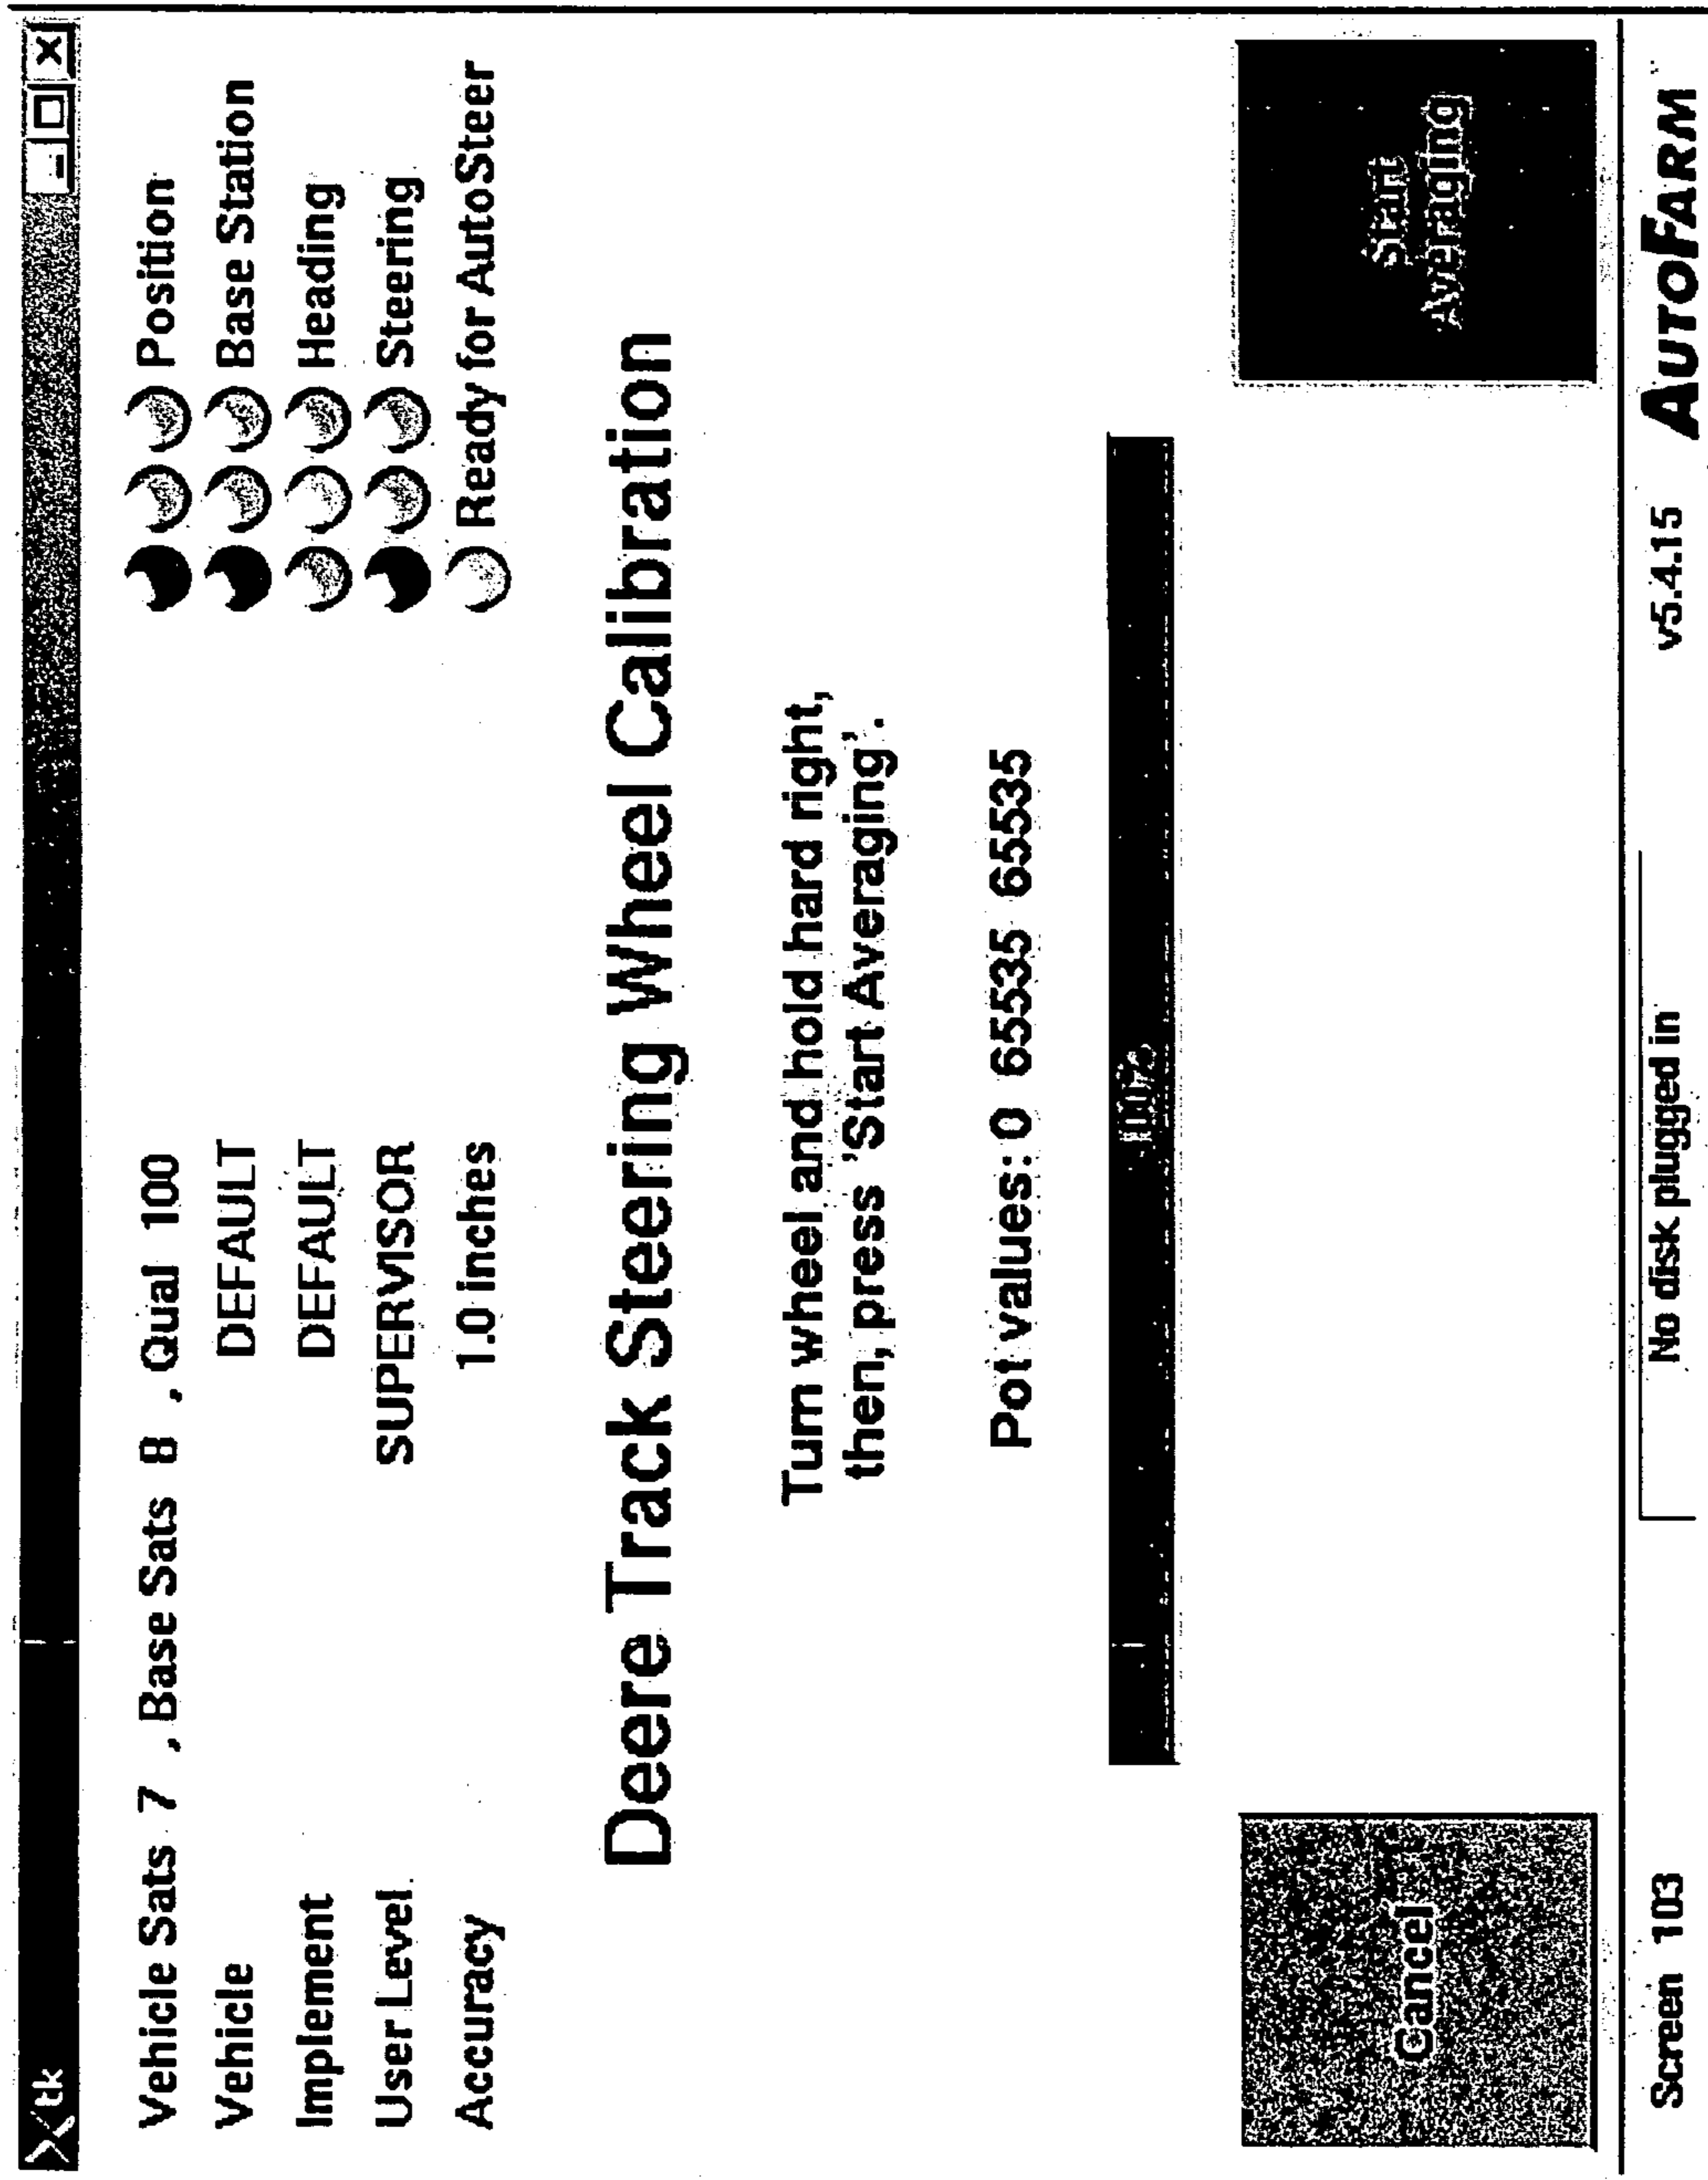 tk
Vehicle Sats 7 , Base Sats 8 , Qual 100
Position
Vehicle DEFAULT
Base Station
Implement DEFAULT
Heading
User Level SUPERVISOR
Steering
Accuracy 1.0 inches
Ready for AutoSteer
Deere Track Steering Wheel Calibration
Turn wheel and hold hard right,
then, press 'Start Averaging'.
Pot values: 0 65535 65535
100%
Cancel
Start
Averaging
Screen 103
No disk plugged in
v5.4.15
AUTOFARM